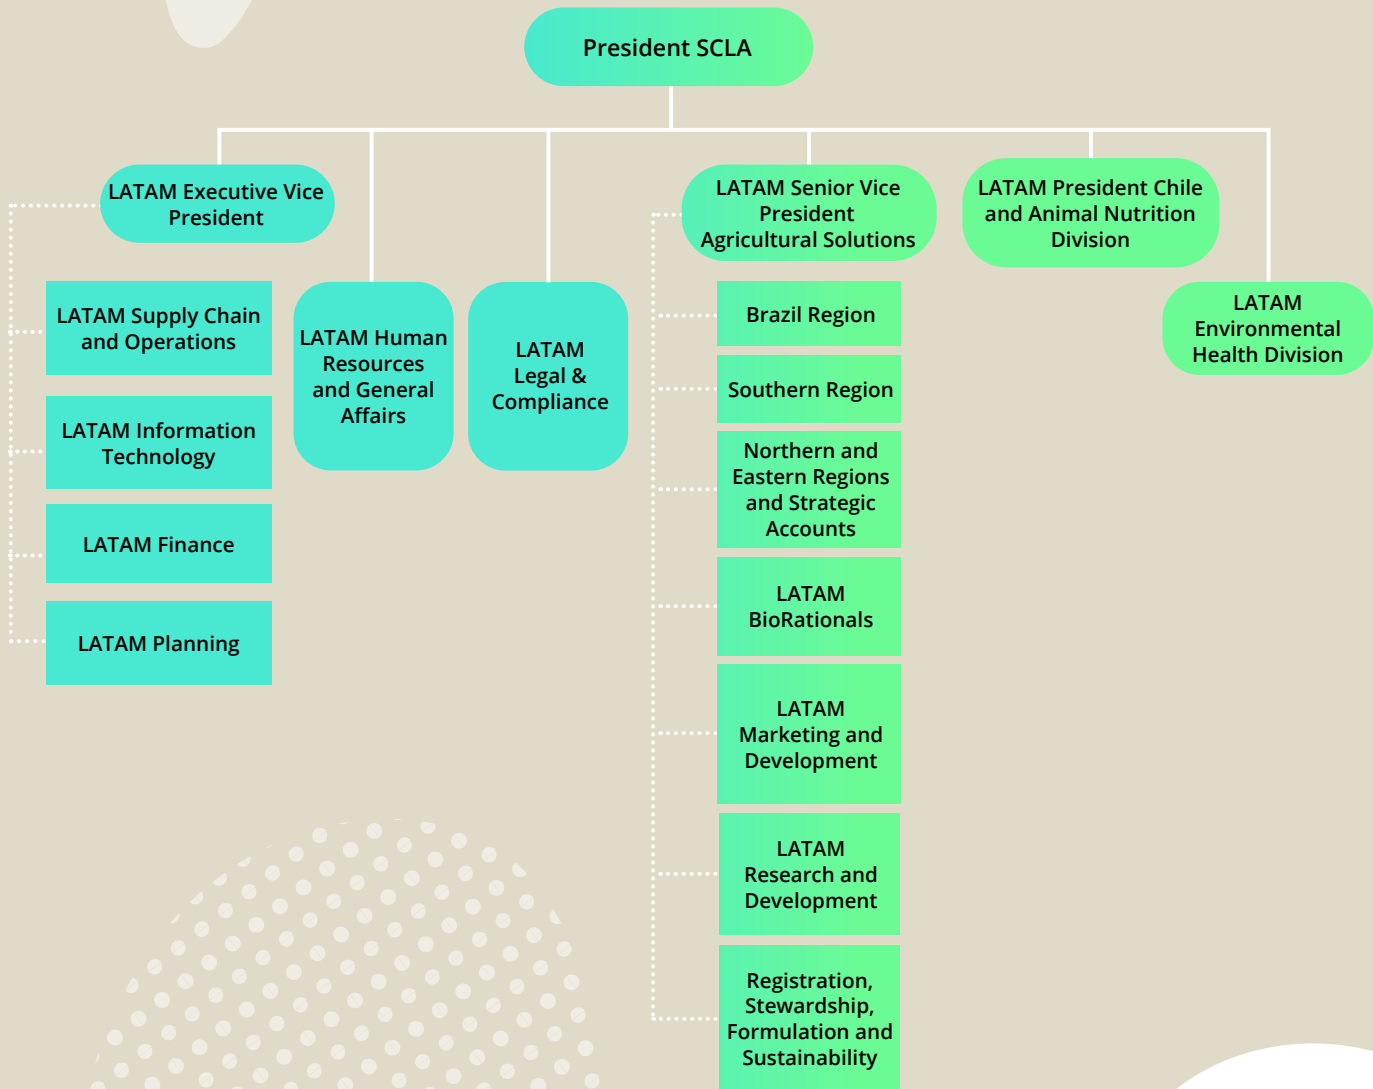 President SCLA
LATAM Executive Vice
President
LATAM Supply Chain
and Operations
LATAM Information
Technology
LATAM Finance
LATAM Planning
LATAM Human
Resources
and General
Affairs
LATAM
Legal &
Compliance
LATAM Senior Vice
President
Agricultural Solutions
Brazil Region
Southern Region
Northern and
Eastern Regions
and Strategic
Accounts
LATAM
BioRationals
LATAM
Marketing and
Development
LATAM
Research and
Development
Registration,
Stewardship,
Formulation and
Sustainability
LATAM President Chile
and Animal Nutrition
Division
LATAM
Environmental
Health Division